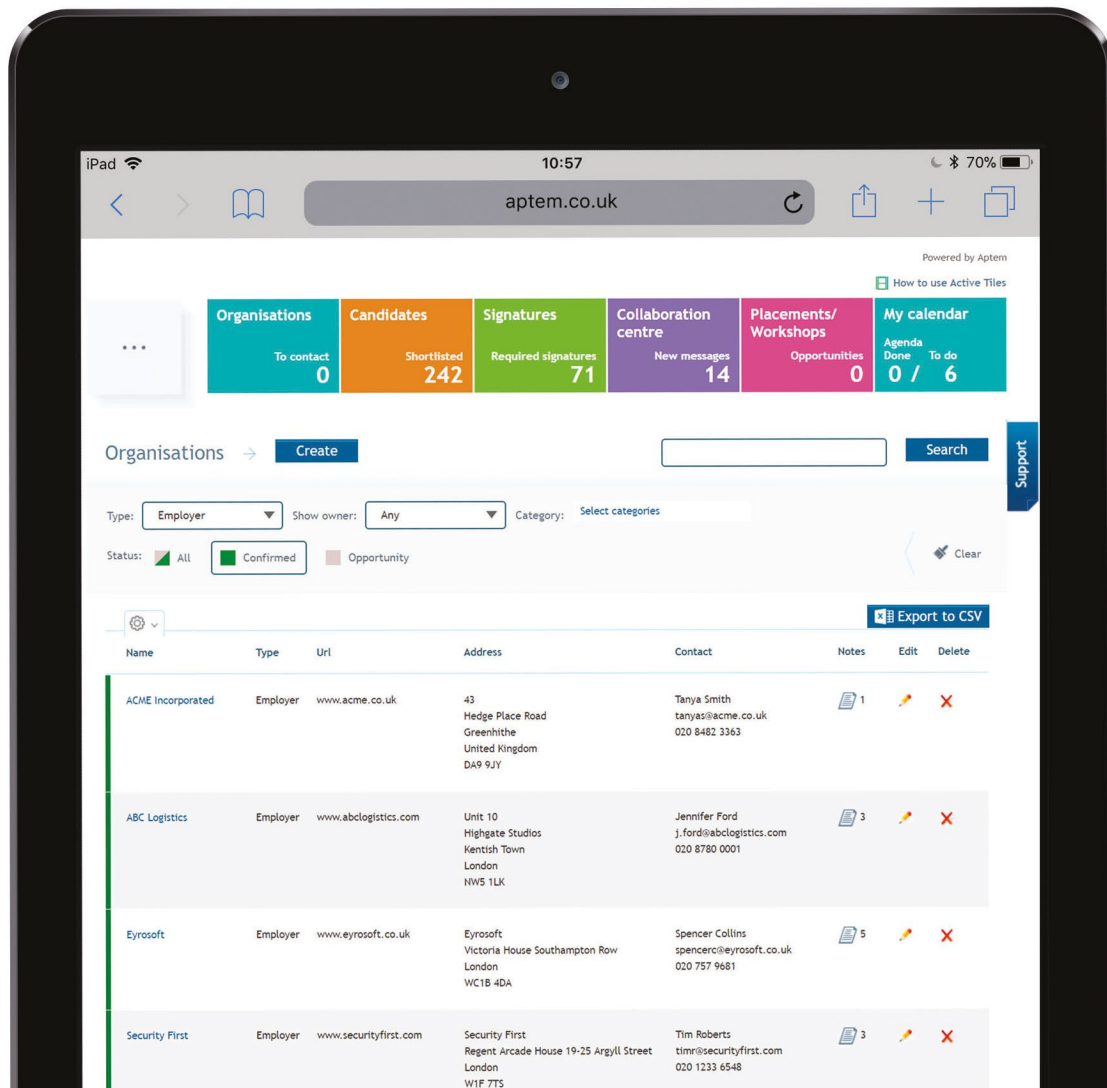 iPad 10:57 70%
aptem.co.uk
Powered by Aptem
How to use Active Tiles
...
Organisations
To contact
0
Candidates
Shortlisted
242
Signatures
Required signatures
71
Collaboration
centre
New messages
14
Placements/
Workshops
Opportunities
0
My calendar
Agenda
Done To do
0 / 6
Organisations → Create Search
Support
Type: Employer Show owner: Any Category: Select categories
Status: All Confirmed Opportunity Clear
Export to CSV
Name Type Url Address Contact Notes Edit Delete
ACME Incorporated Employer www.acme.co.uk 43 Tanya Smith 1
Hedge Place Road tanyas@acme.co.uk
Greenhithe 020 8482 3363
United Kingdom
DA9 9JY
ABC Logistics Employer www.abclogistics.com Unit 10 Jennifer Ford 3
Highgate Studios j.ford@abclogistics.com
Kentish Town 020 8780 0001
London
NW5 1LK
Eyrosoft Employer www.eyrosoft.co.uk Eyrosoft Spencer Collins 5
Victoria House Southampton Row spencerc@eyrosoft.co.uk
London 020 757 9681
WC1B 4DA
Security First Employer www.securityfirst.com Security First Tim Roberts 3
Regent Arcade House 19-25 Argyll Street timr@securityfirst.com
London 020 1233 6548
W1F 7TS